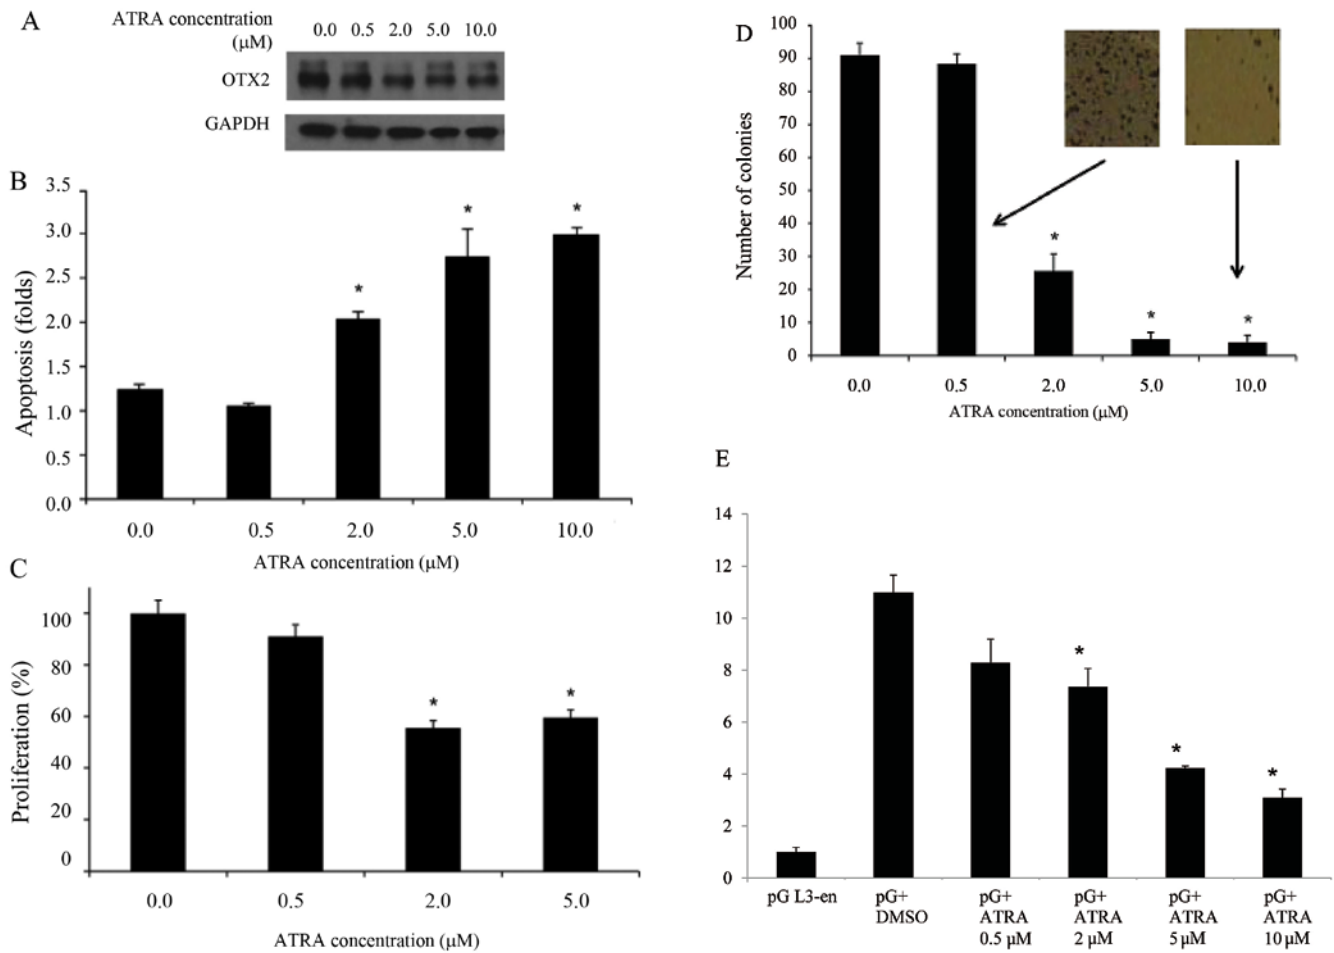 A
ATRA concentration
(µM)
0.0 0.5 2.0 5.0 10.0
OTX2
GAPDH
B
Apoptosis (folds)
3.5
3.0
2.5
2.0
1.5
1.0
0.5
0.0
*
*
*
0.0 0.5 2.0 5.0 10.0
ATRA concentration (µM)
C
Proliferation (%)
100
80
60
40
20
0
*
*
0.0 0.5 2.0 5.0
ATRA concentration (µM)
D
Number of colonies
100
90
80
70
60
50
40
30
20
10
0
*
*
*
0.0 0.5 2.0 5.0 10.0
ATRA concentration (µM)
E
14
12
10
8
6
4
2
0
*
*
*
pG L3-en
pG+
DMSO
pG+
ATRA
0.5 µM
pG+
ATRA
2 µM
pG+
ATRA
5 µM
pG+
ATRA
10 µM